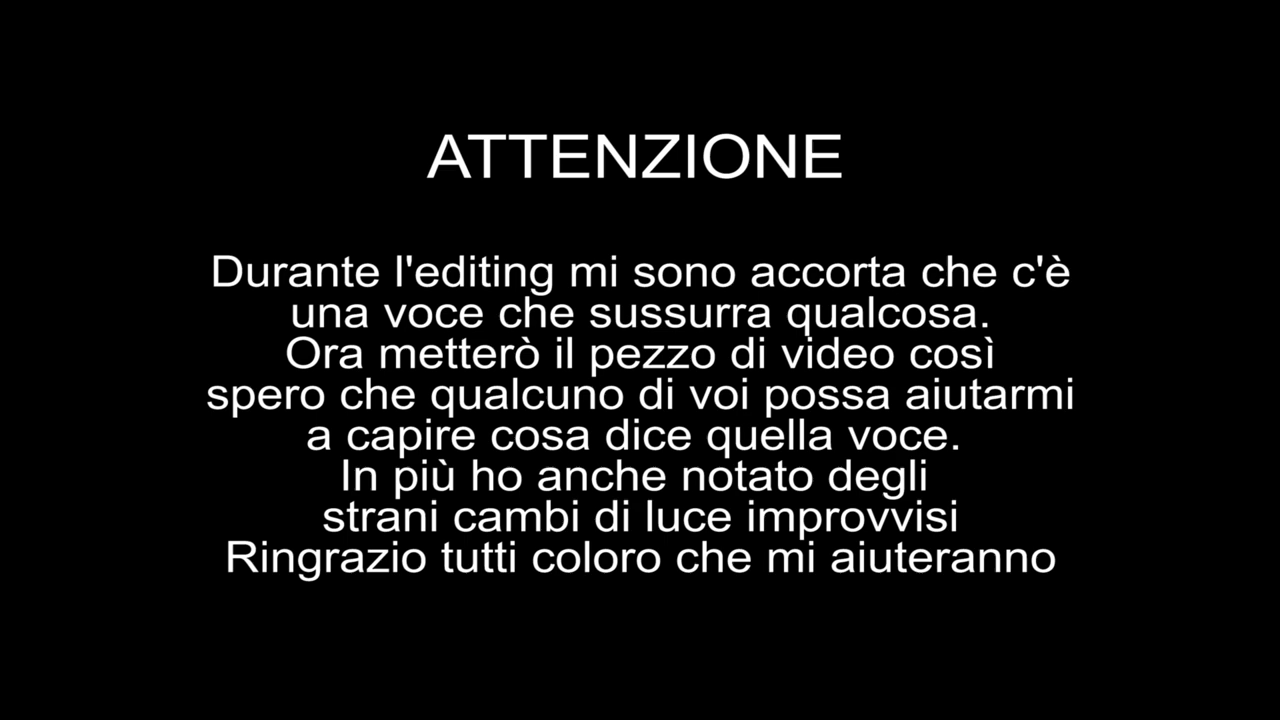 ATTENZIONE
Durante l'editing mi sono accorta che c'è
una voce che sussurra qualcosa.
Ora metterò il pezzo di video così
spero che qualcuno di voi possa aiutarmi
a capire cosa dice quella voce.
In più ho anche notato degli
strani cambi di luce improvvisi
Ringrazio tutti coloro che mi aiuteranno